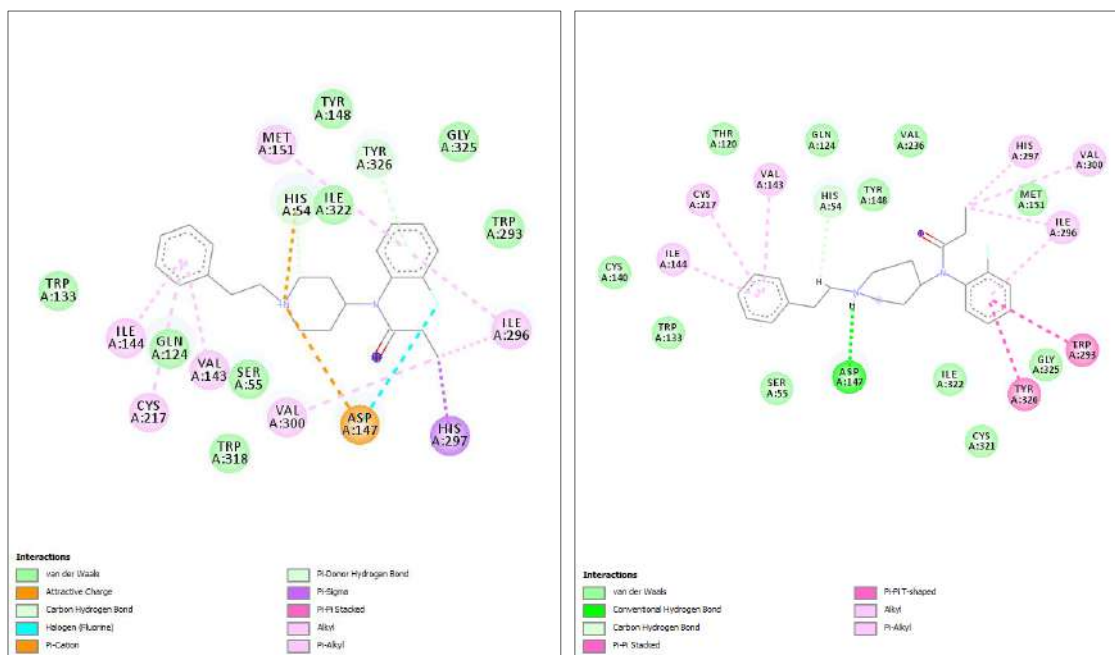 TYR
A:148
MET
A:151
TYR
A:326
GLY
A:325
HIS
A:54
ILE
A:322
TRP
A:293
TRP
A:133
ILE
A:144
GLN
A:124
VAL
A:143
SER
A:55
CYS
A:217
VAL
A:300
ASP
A:147
ILE
A:296
HIS
A:297
TRP
A:318
N
Interactions
van der Waals
Attractive Charge
Carbon Hydrogen Bond
Halogen (Fluorine)
Pi-Cation
Pi-Donor Hydrogen Bond
Pi-Sigma
Pi-Pi Stacked
Alkyl
Pi-Alkyl
THR
A:120
GLN
A:124
VAL
A:236
HIS
A:297
VAL
A:300
CYS
A:217
VAL
A:143
HIS
A:54
TYR
A:148
MET
A:151
ILE
A:296
ILE
A:144
CYS
A:140
TRP
A:133
SER
A:55
ASP
A:147
ILE
A:322
GLY
A:325
TRP
A:293
TYR
A:326
CYS
A:321
H
N
H
N
Interactions
van der Waals
Conventional Hydrogen Bond
Carbon Hydrogen Bond
Pi-Pi Stacked
Pi-Pi T-shaped
Alkyl
Pi-Alkyl